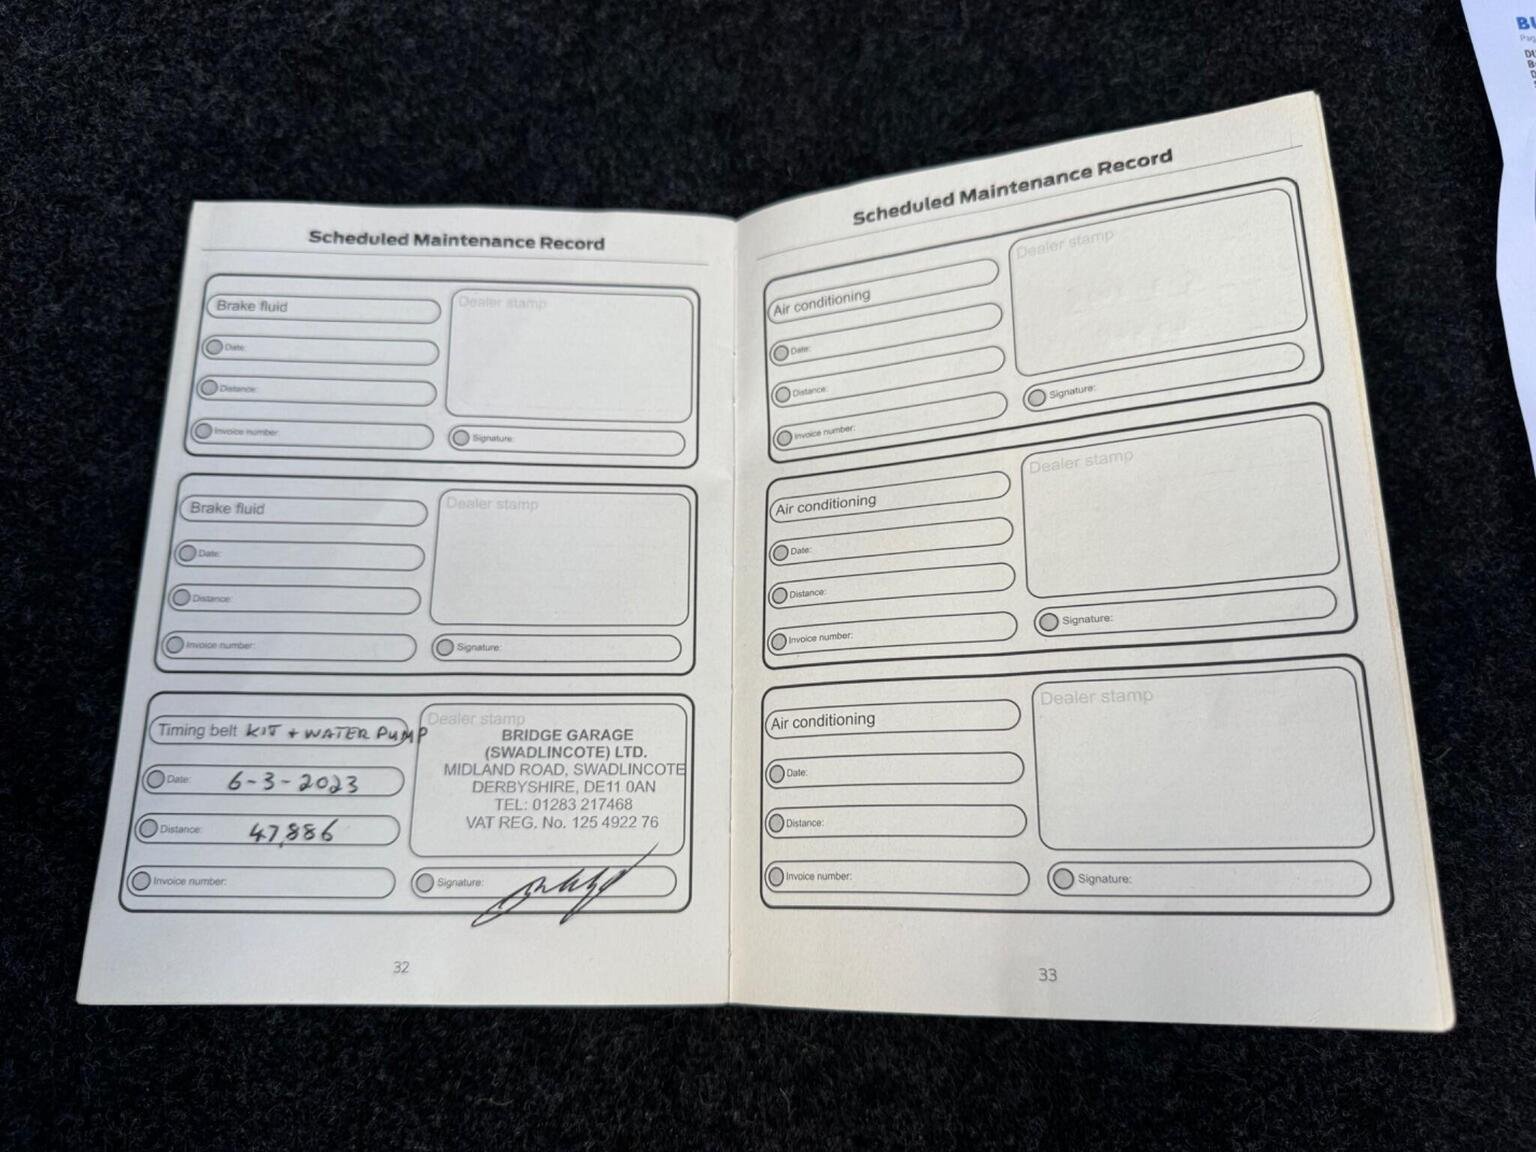 Scheduled Maintenance Record
Brake fluid
Dealer stamp
Date:
Distance:
Invoice number:
Signature:
Brake fluid
Dealer stamp
Date:
Distance:
Invoice number:
Signature:
Timing belt KIT + WATER PUMP
Dealer stamp
BRIDGE GARAGE
(SWADLINCOTE) LTD.
MIDLAND ROAD, SWADLINCOTE
DERBYSHIRE, DE11 0AN
TEL: 01283 217468
VAT REG. No. 125 4922 76
Date: 6-3-2023
Distance: 47,886
Invoice number:
Signature:
32
Scheduled Maintenance Record
Air conditioning
Dealer stamp
Date:
Distance:
Invoice number:
Signature:
Air conditioning
Dealer stamp
Date:
Distance:
Invoice number:
Signature:
Air conditioning
Dealer stamp
Date:
Distance:
Invoice number:
Signature:
33